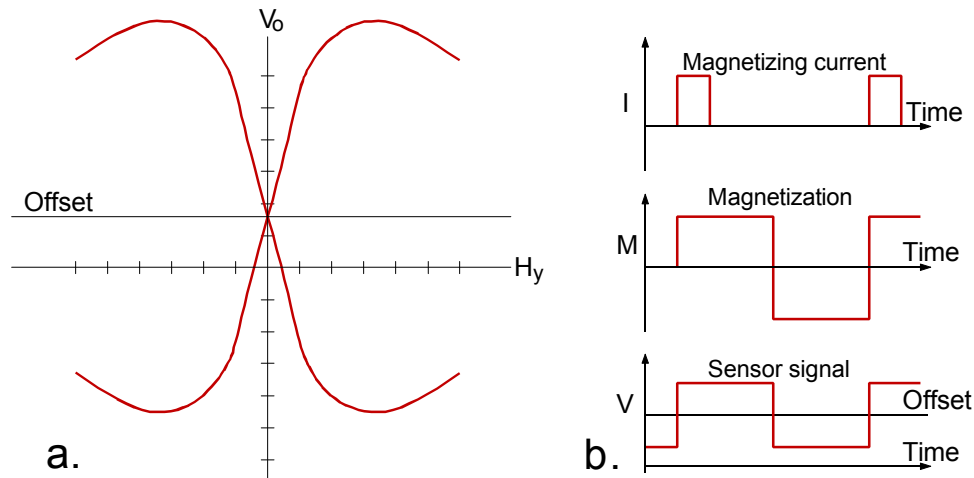 Vo
Offset
Hy
a.
Magnetizing current
I
Time
Magnetization
M
Time
Sensor signal
V
Offset
Time
b.